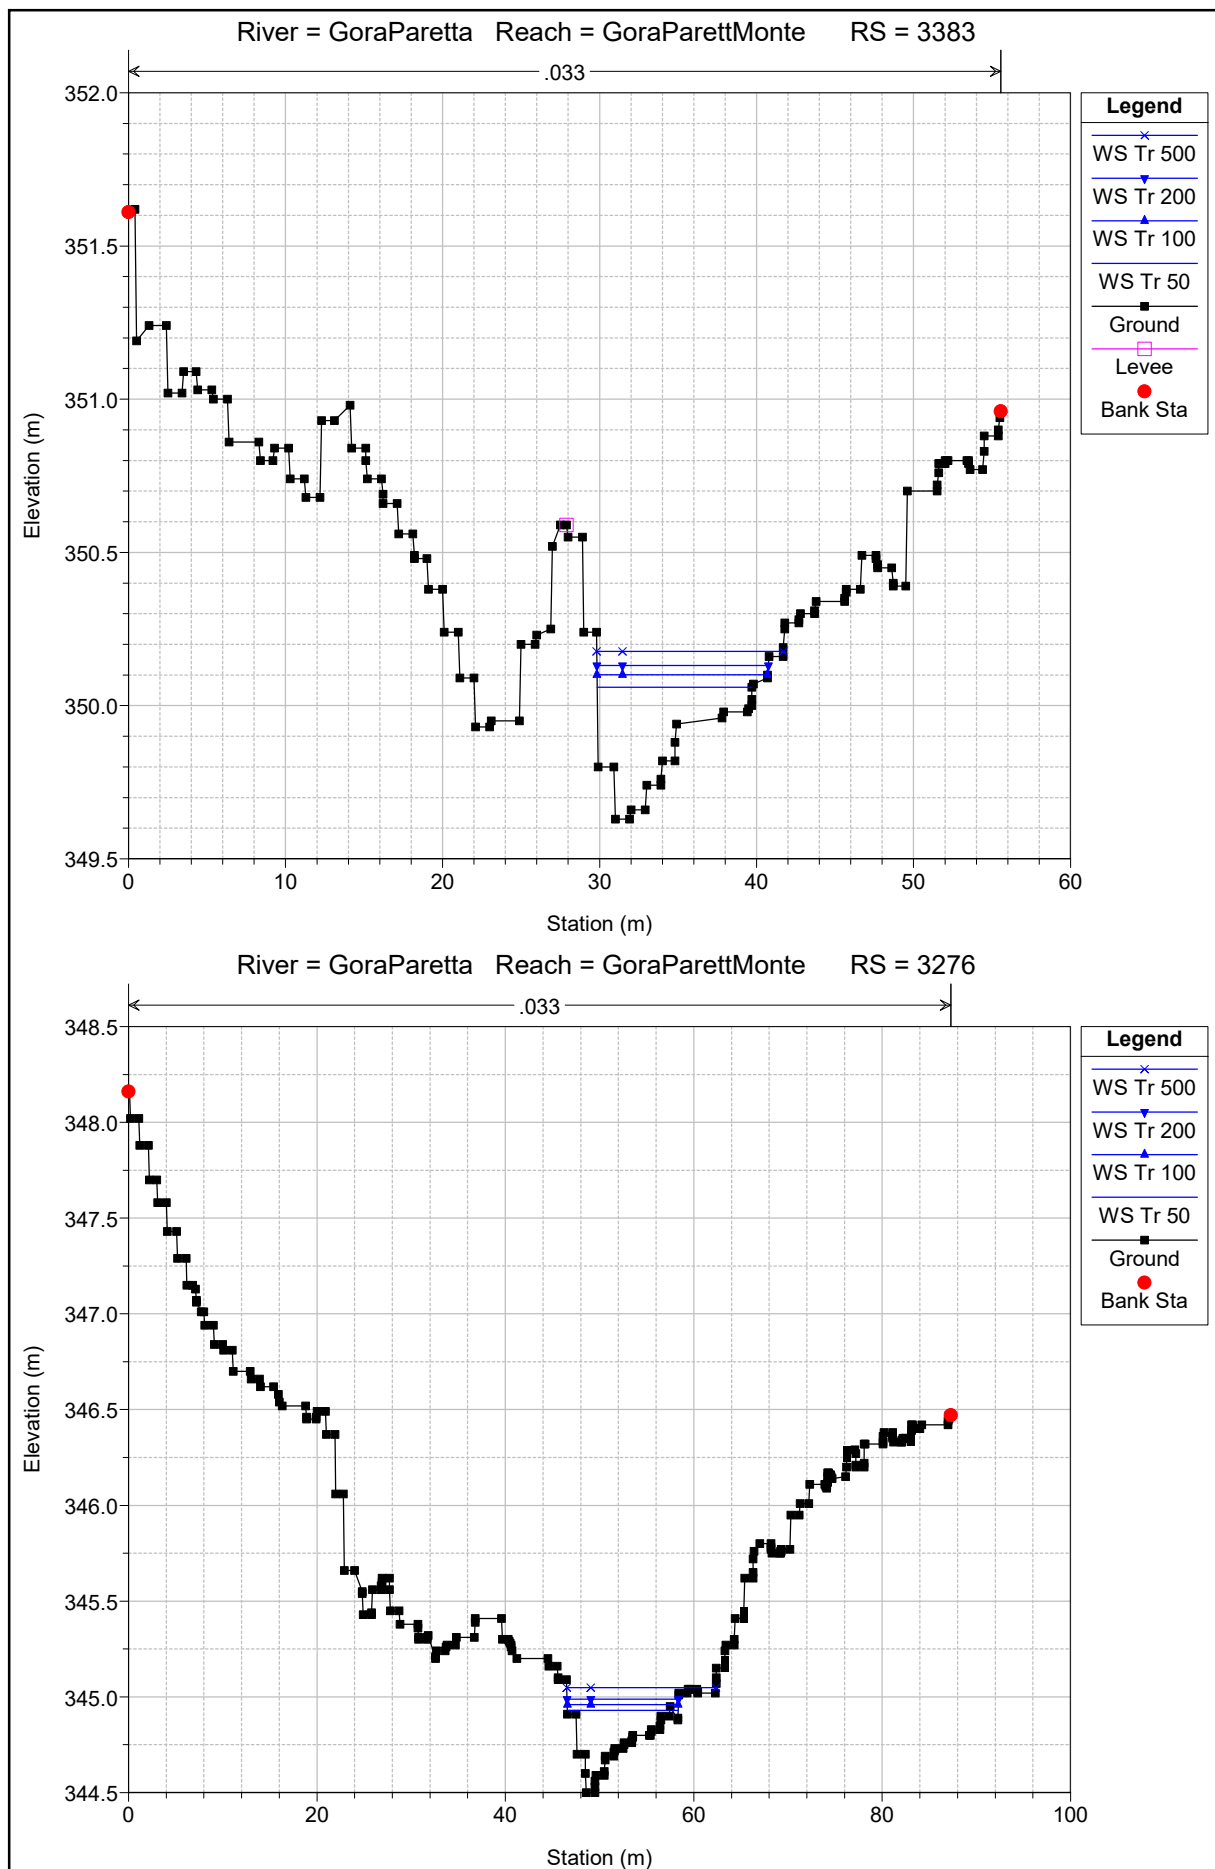 River = GoraParetta Reach = GoraParettMonte RS = 3383
.033
352.0
351.5
351.0
350.5
350.0
349.5
Elevation (m)
0 10 20 30 40 50 60
Station (m)
Legend
WS Tr 500
WS Tr 200
WS Tr 100
WS Tr 50
Ground
Levee
Bank Sta
River = GoraParetta Reach = GoraParettMonte RS = 3276
.033
348.5
348.0
347.5
347.0
346.5
346.0
345.5
345.0
344.5
Elevation (m)
0 20 40 60 80 100
Station (m)
Legend
WS Tr 500
WS Tr 200
WS Tr 100
WS Tr 50
Ground
Bank Sta